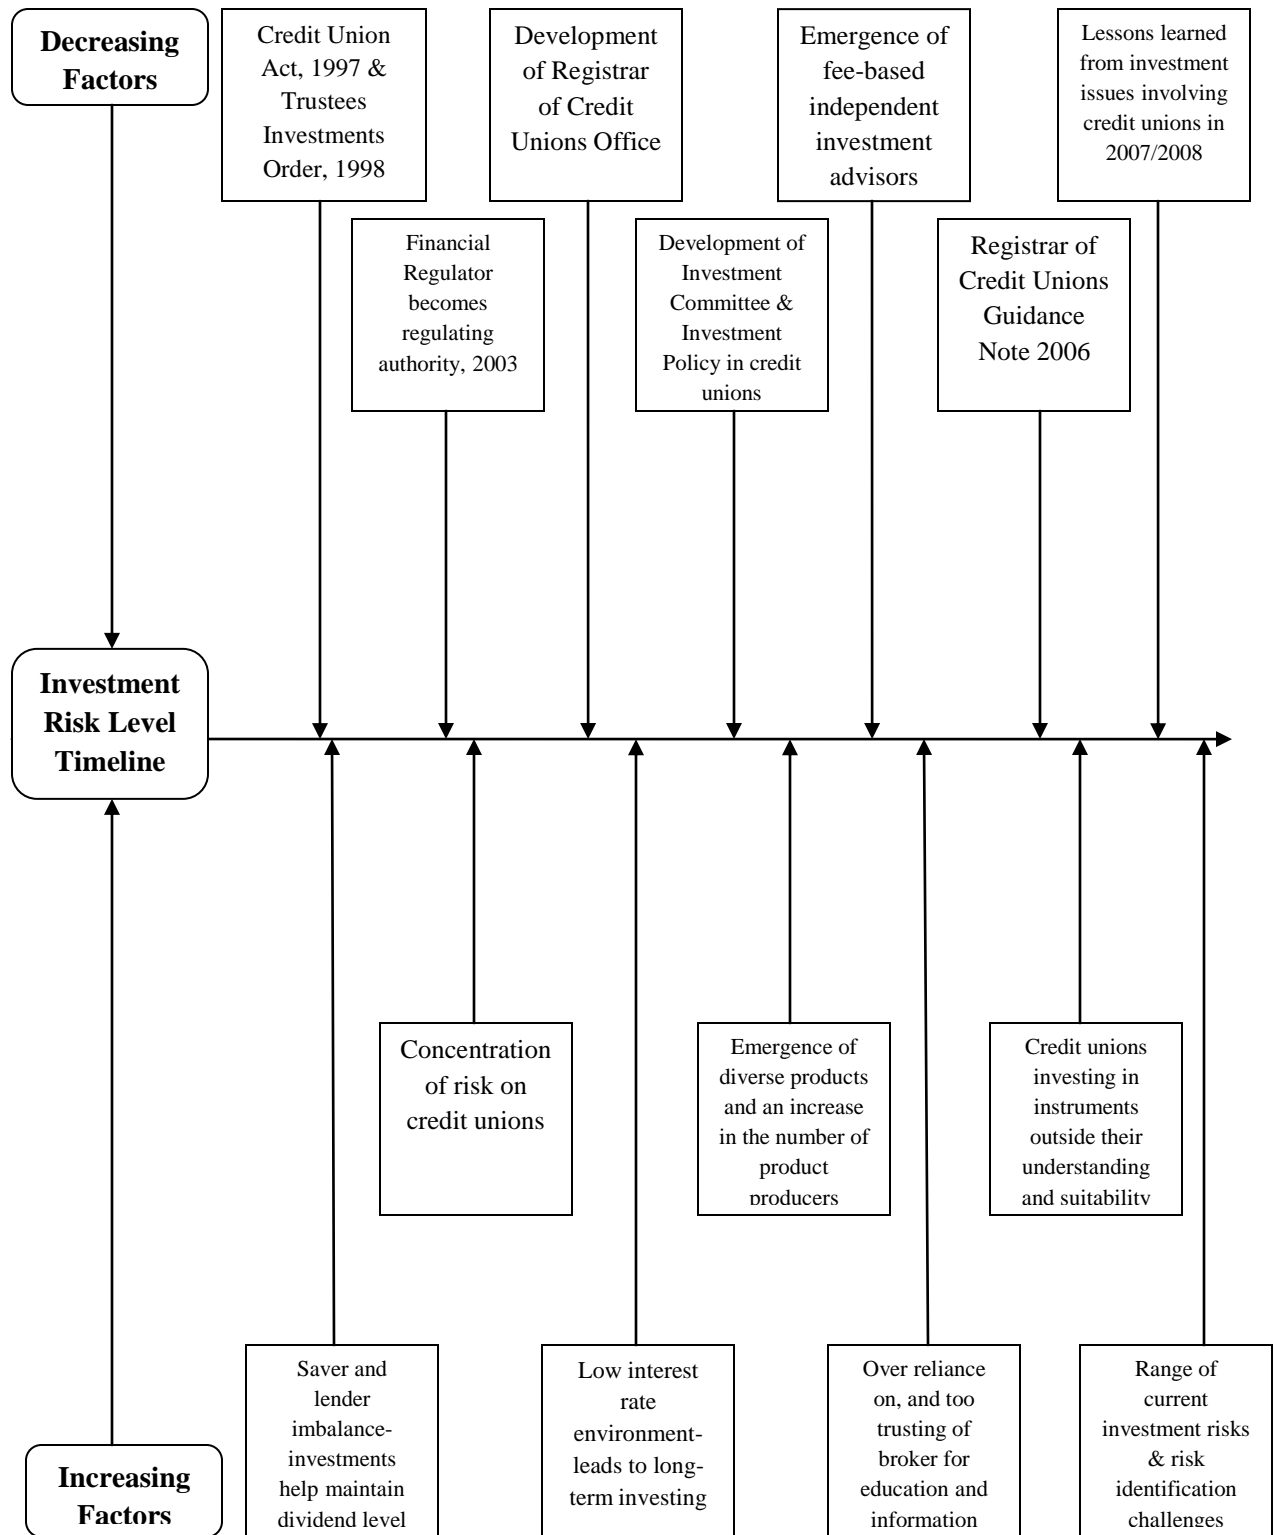 Decreasing
Factors
Credit Union
Act, 1997 &
Trustees
Investments
Order, 1998
Development
of Registrar
of Credit
Unions Office
Emergence of
fee-based
independent
investment
advisors
Lessons learned
from investment
issues involving
credit unions in
2007/2008
Financial
Regulator
becomes
regulating
authority, 2003
Development of
Investment
Committee &
Investment
Policy in credit
unions
Registrar of
Credit Unions
Guidance
Note 2006
Investment
Risk Level
Timeline
Concentration
of risk on
credit unions
Emergence of
diverse products
and an increase
in the number of
product
producers
Credit unions
investing in
instruments
outside their
understanding
and suitability
Saver and
lender
imbalance-
investments
help maintain
dividend level
Low interest
rate
environment-
leads to long-
term investing
Over reliance
on, and too
trusting of
broker for
education and
information
Range of
current
investment risks
& risk
identification
challenges
Increasing
Factors